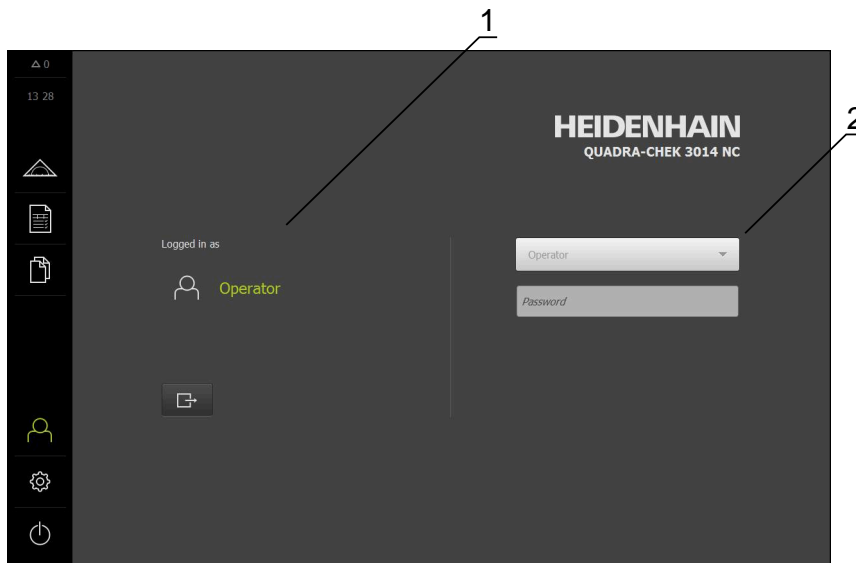 1
△ 0
13 28
HEIDENHAIN
QUADRA-CHEK 3014 NC
2
Logged in as
Operator
Operator
Password